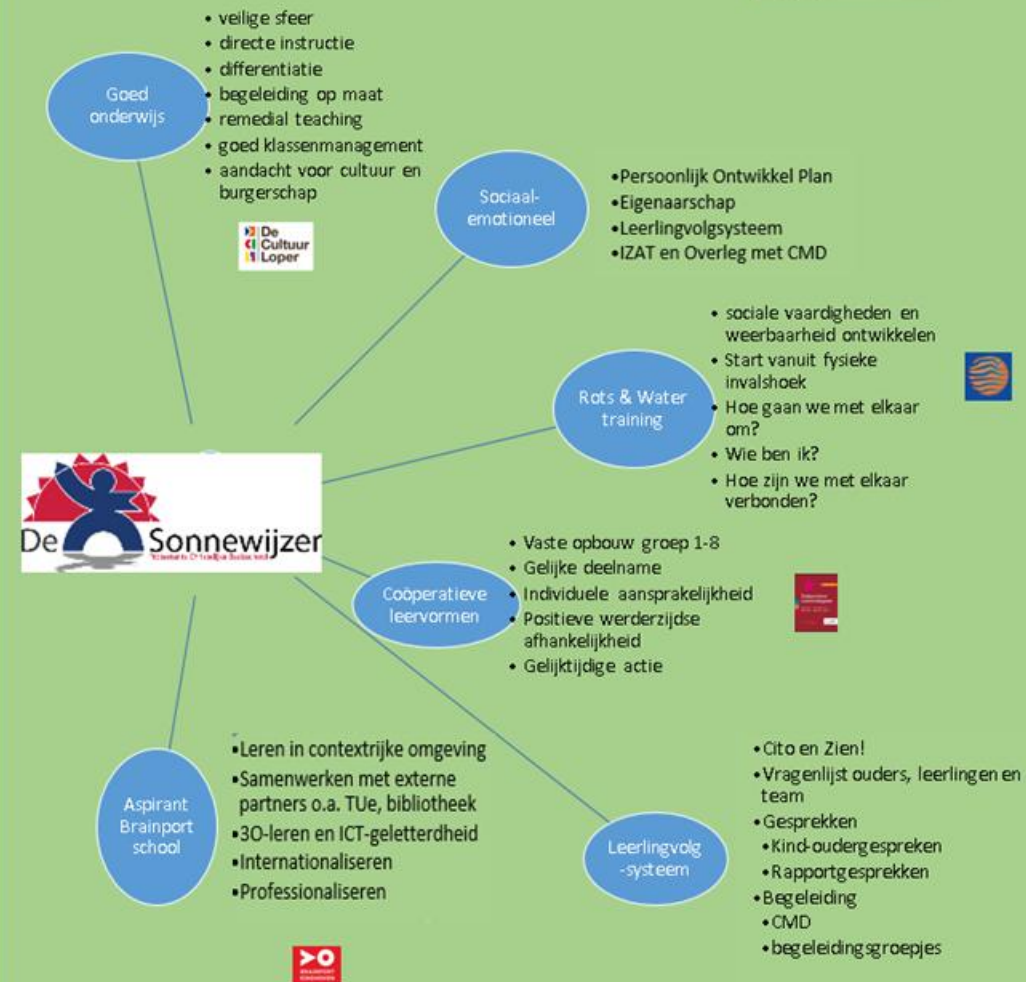 • veilige sfeer
• directe instructie
• differentiatie
• begeleiding op maat
• remedial teaching
• goed klassenmanagement
• aandacht voor cultuur en
burgerschap
Goed
onderwijs
De
Cultuur
Loper
Sociaal-
emotioneel
•Persoonlijk Ontwikkel Plan
•Eigenaarschap
•Leerlingvolgsysteem
•IZAT en Overleg met CMD
Rots & Water
training
• sociale vaardigheden en
weerbaarheid ontwikkelen
• Start vanuit fysieke
invalshoek
• Hoe gaan we met elkaar
om?
• Wie ben ik?
• Hoe zijn we met elkaar
verbonden?
De Sonnewijzer
Coöperatieve
leervormen
• Vaste opbouw groep 1-8
• Gelijke deelname
• Individuele aansprakelijkheid
• Positieve werderzijdse
afhankelijkheid
• Gelijktijdige actie
Aspirant
Brainport
school
•Leren in contextrijke omgeving
•Samenwerken met externe
partners o.a. TUe, bibliotheek
•3O-leren en ICT-geletterdheid
•Internationaliseren
•Professionaliseren
BRAINPORT
EINDHOVEN
Leerlingvolg
-systeem
•Cito en Zien!
•Vragenlijst ouders, leerlingen en
team
•Gesprekken
•Kind-oudergespreken
•Rapportgesprekken
•Begeleiding
•CMD
•begeleidingsgroepjes